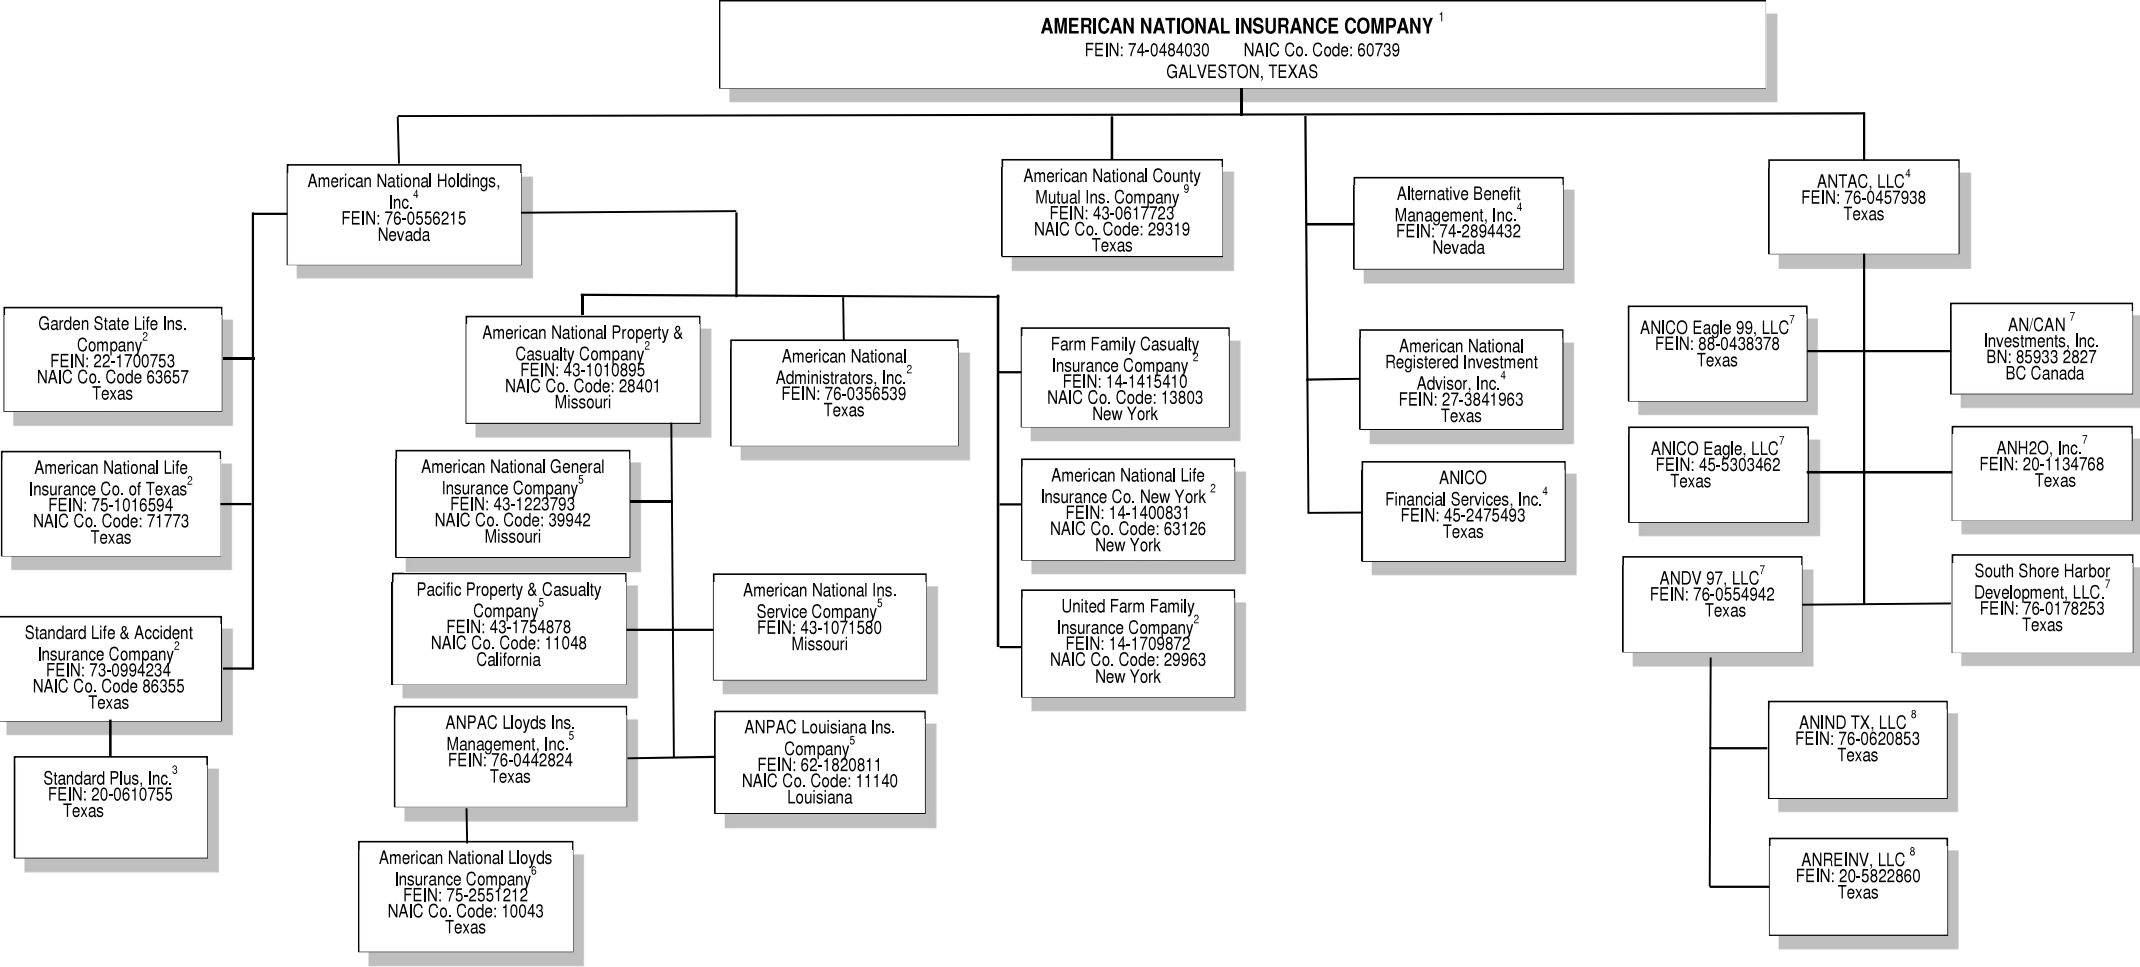 AMERICAN NATIONAL INSURANCE COMPANY 1
FEIN: 74-0484030 NAIC Co. Code: 60739
GALVESTON, TEXAS
American National Holdings,
Inc.4
FEIN: 76-0556215
Nevada
American National County
Mutual Ins. Company 9
FEIN: 43-0617723
NAIC Co. Code: 29319
Texas
Alternative Benefit
Management, Inc.4
FEIN: 74-2894432
Nevada
ANTAC, LLC4
FEIN: 76-0457938
Texas
Garden State Life Ins.
Company2
FEIN: 22-1700753
NAIC Co. Code 63657
Texas
American National Property &
Casualty Company2
FEIN: 43-1010895
NAIC Co. Code: 28401
Missouri
American National
Administrators, Inc.2
FEIN: 76-0356539
Texas
Farm Family Casualty
Insurance Company 2
FEIN: 14-1415410
NAIC Co. Code: 13803
New York
American National
Registered Investment
Advisor, Inc.4
FEIN: 27-3841963
Texas
ANICO Eagle 99, LLC7
FEIN: 88-0438378
Texas
AN/CAN 7
Investments, Inc.
BN: 85933 2827
BC Canada
American National Life
Insurance Co. of Texas2
FEIN: 75-1016594
NAIC Co. Code: 71773
Texas
American National General
Insurance Company5
FEIN: 43-1223793
NAIC Co. Code: 39942
Missouri
American National Life
Insurance Co. New York 2
FEIN: 14-1400831
NAIC Co. Code: 63126
New York
ANICO
Financial Services, Inc.4
FEIN: 45-2475493
Texas
ANICO Eagle, LLC7
FEIN: 45-5303462
Texas
ANH2O, Inc.7
FEIN: 20-1134768
Texas
Pacific Property & Casualty
Company5
FEIN: 43-1754878
NAIC Co. Code: 11048
California
American National Ins.
Service Company5
FEIN: 43-1071580
Missouri
United Farm Family
Insurance Company2
FEIN: 14-1709872
NAIC Co. Code: 29963
New York
ANDV 97, LLC7
FEIN: 76-0554942
Texas
South Shore Harbor
Development, LLC.7
FEIN: 76-0178253
Texas
Standard Life & Accident
Insurance Company2
FEIN: 73-0994234
NAIC Co. Code 86355
Texas
ANPAC Lloyds Ins.
Management, Inc.5
FEIN: 76-0442824
Texas
ANPAC Louisiana Ins.
Company5
FEIN: 62-1820811
NAIC Co. Code: 11140
Louisiana
ANIND TX, LLC 8
FEIN: 76-0620853
Texas
Standard Plus, Inc.3
FEIN: 20-0610755
Texas
American National Lloyds
Insurance Company6
FEIN: 75-2551212
NAIC Co. Code: 10043
Texas
ANREINV, LLC 8
FEIN: 20-5822860
Texas